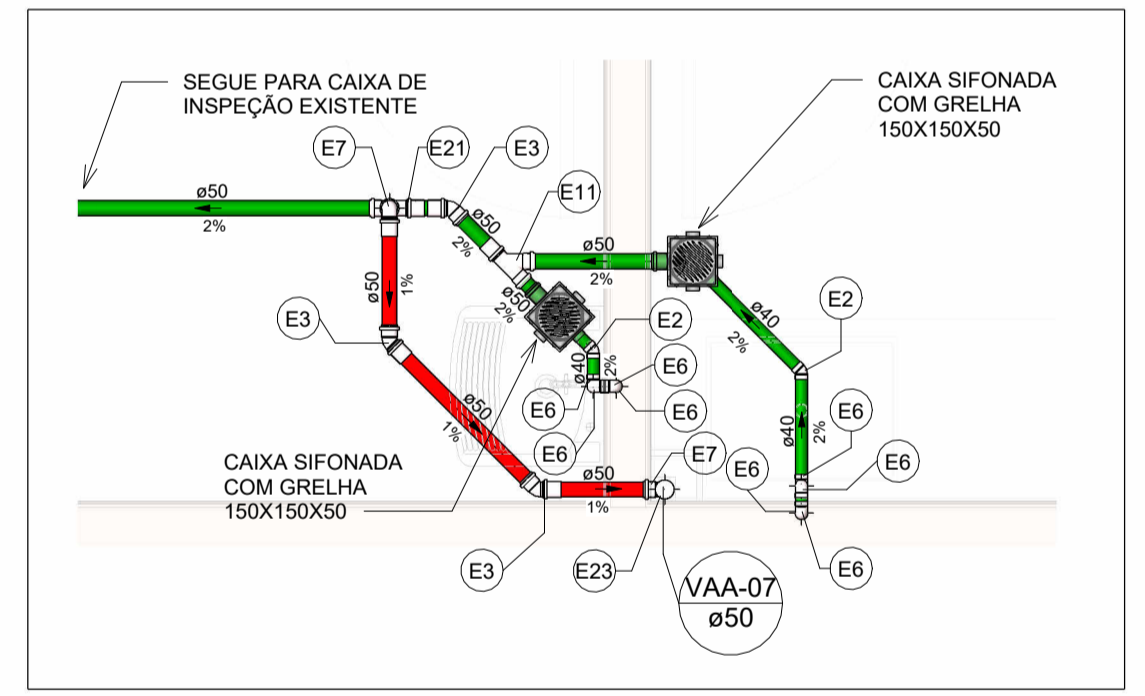 SEGUE PARA CAIXA DE
INSPEÇÃO EXISTENTE
CAIXA SIFONADA
COM GRELHA
150X150X50
E7
E21
E3
E11
ø50
2%
ø50
2%
ø50
2%
ø50
2%
ø50
1%
E3
E2
ø40
2%
E6
E6
E6
E6
ø40
2%
E2
ø40
2%
E6
E6
E6
E6
ø50
1%
CAIXA SIFONADA
COM GRELHA
150X150X50
ø50
1%
E7
E3
E23
VAA-07
ø50